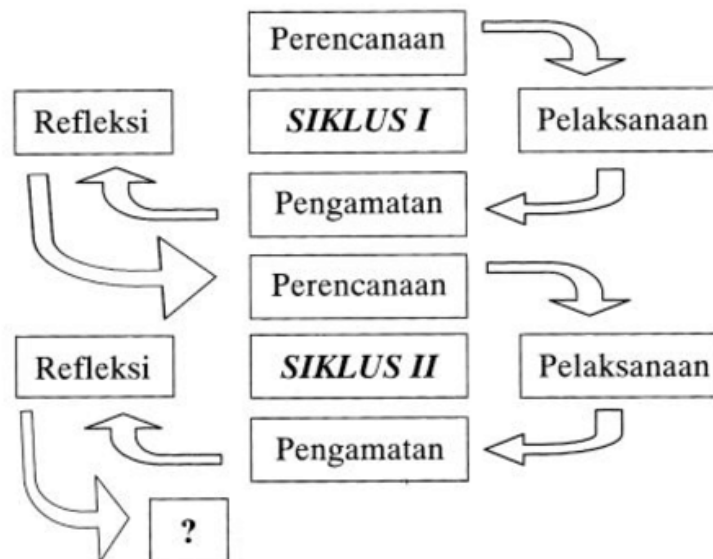 Perencanaan
Refleksi
SIKLUS I
Pelaksanaan
Pengamatan
Perencanaan
Refleksi
SIKLUS II
Pelaksanaan
Pengamatan
?